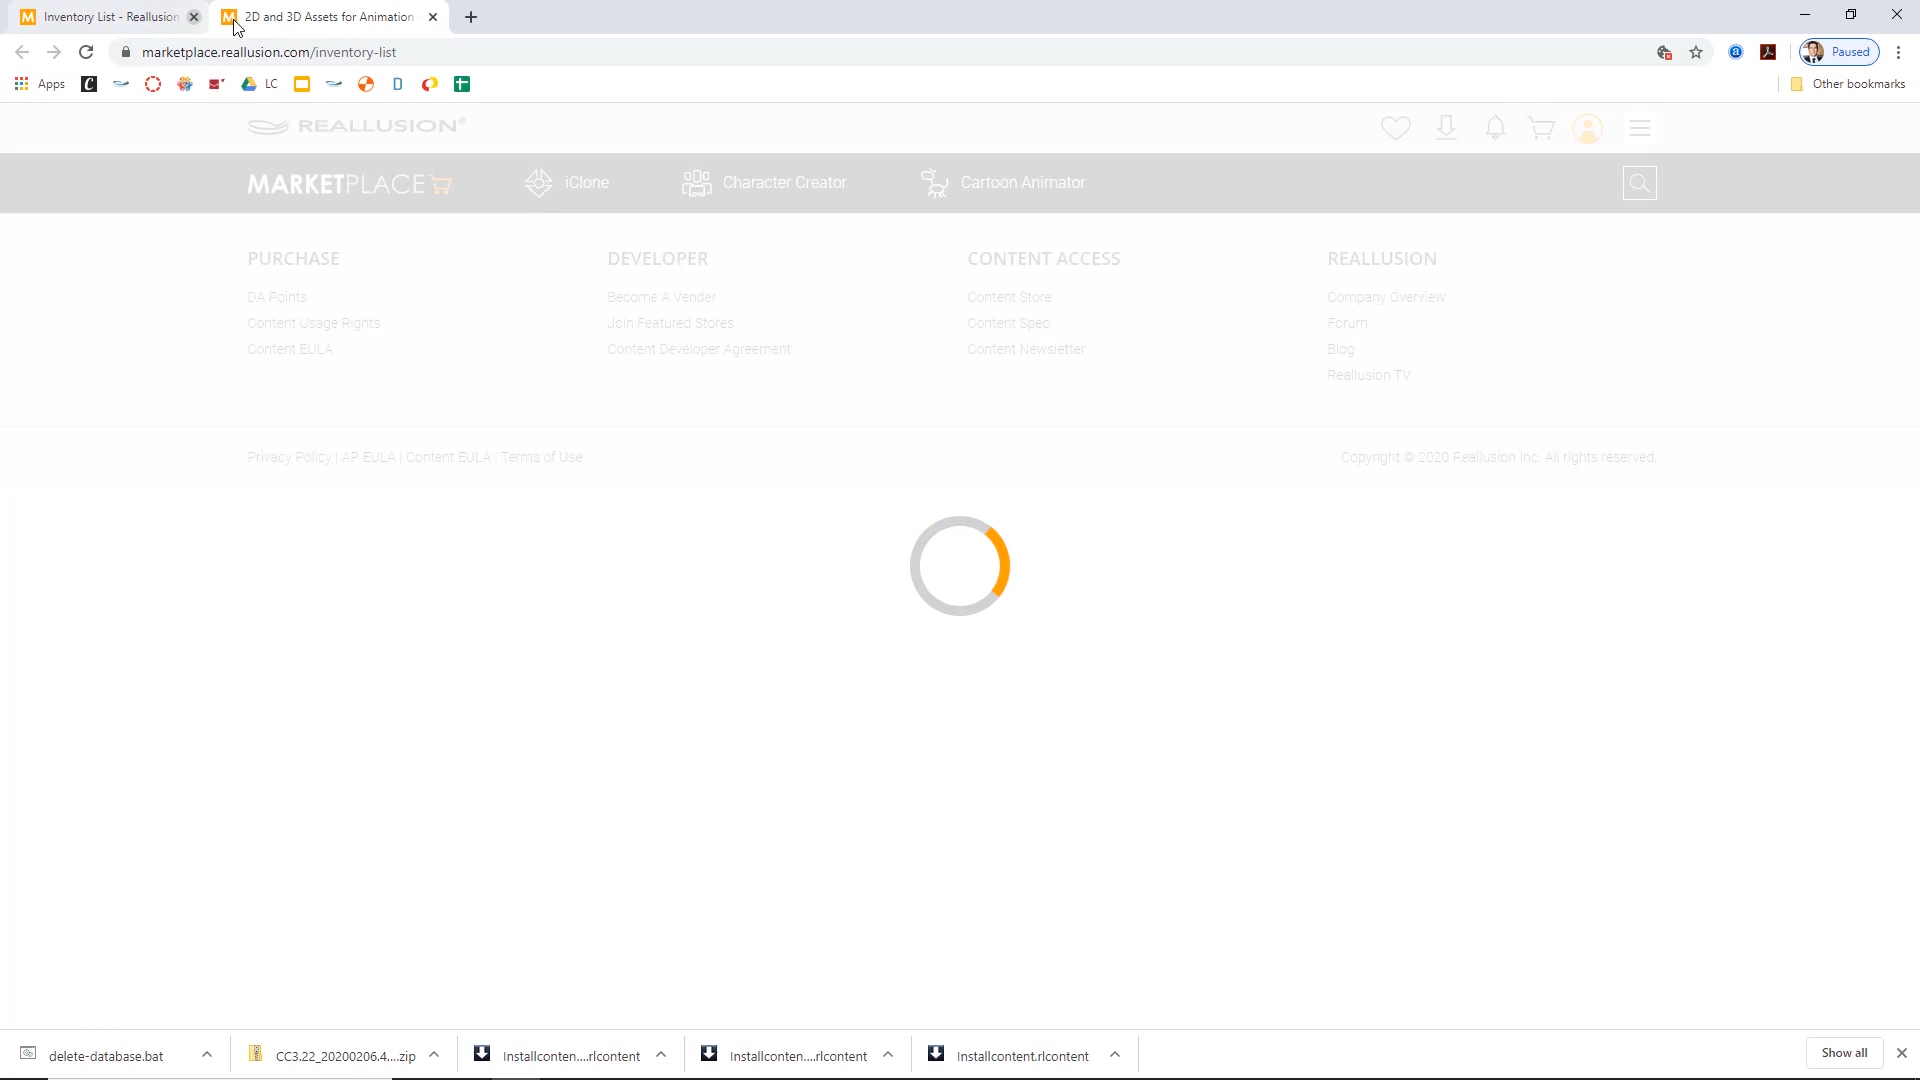 Inventory List - Reallusion
2D and 3D Assets for Animation
marketplace.reallusion.com/inventory-list
Paused
Apps
LC
Other bookmarks
REALLUSION®
MARKETPLACE
iClone
Character Creator
Cartoon Animator
PURCHASE
DEVELOPER
CONTENT ACCESS
REALLUSION
DA Points
Become A Vender
Content Store
Company Overview
Content Usage Rights
Join Featured Stores
Content Spec
Forum
Content EULA
Content Developer Agreement
Content Newsletter
Blog
Reallusion TV
Privacy Policy | AP EULA | Content EULA | Terms of Use
Copyright © 2020 Reallusion Inc. All rights reserved.
delete-database.bat
CC3.22_20200206.4....zip
Installconten....rlcontent
Installconten....rlcontent
Installcontent.rlcontent
Show all